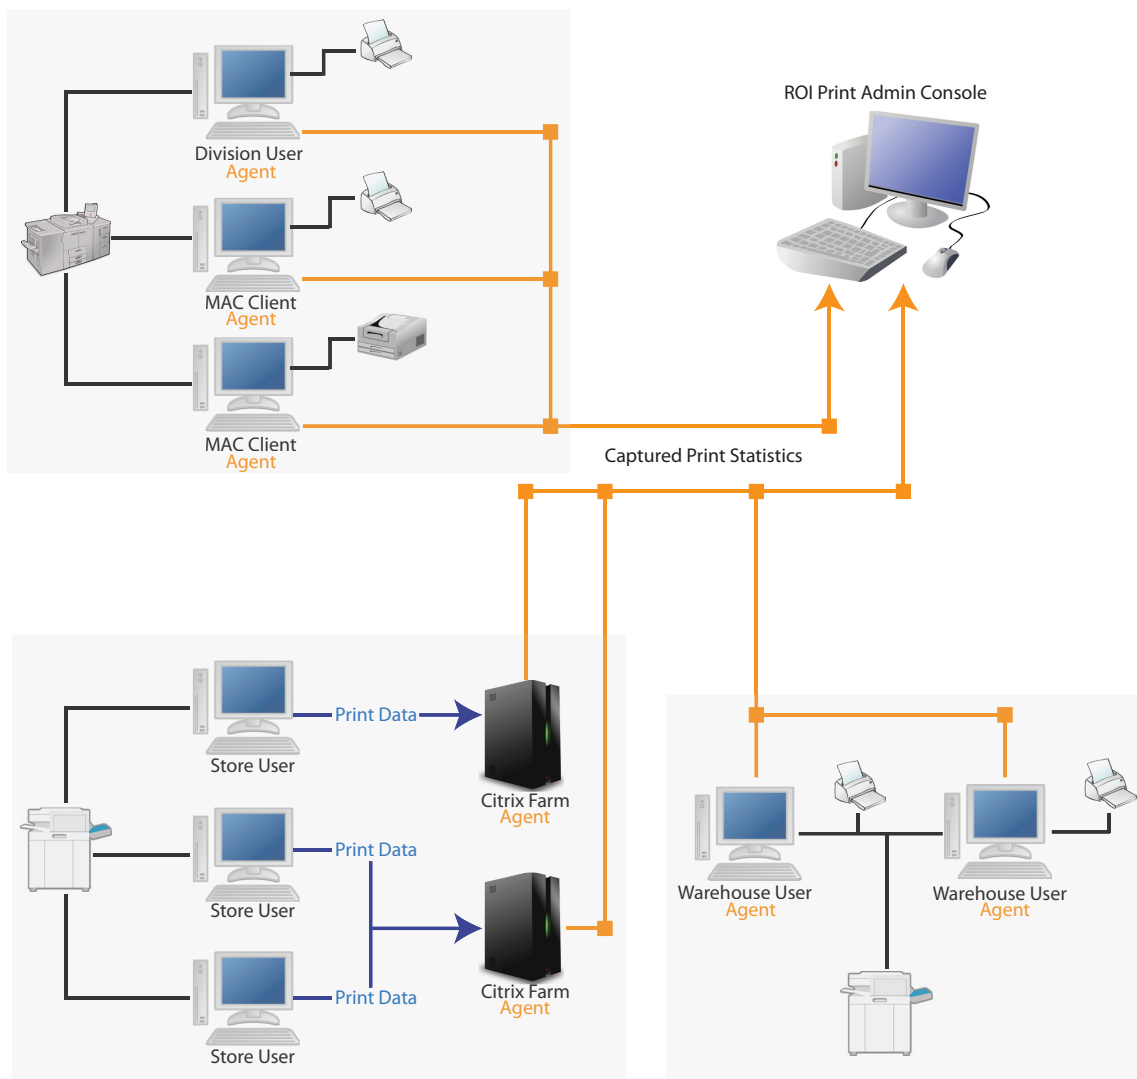 ROI Print Admin Console
Division User
Agent
MAC Client
Agent
MAC Client
Agent
Captured Print Statistics
Print Data
Store User
Citrix Farm
Agent
Print Data
Store User
Print Data
Citrix Farm
Agent
Store User
Warehouse User
Agent
Warehouse User
Agent